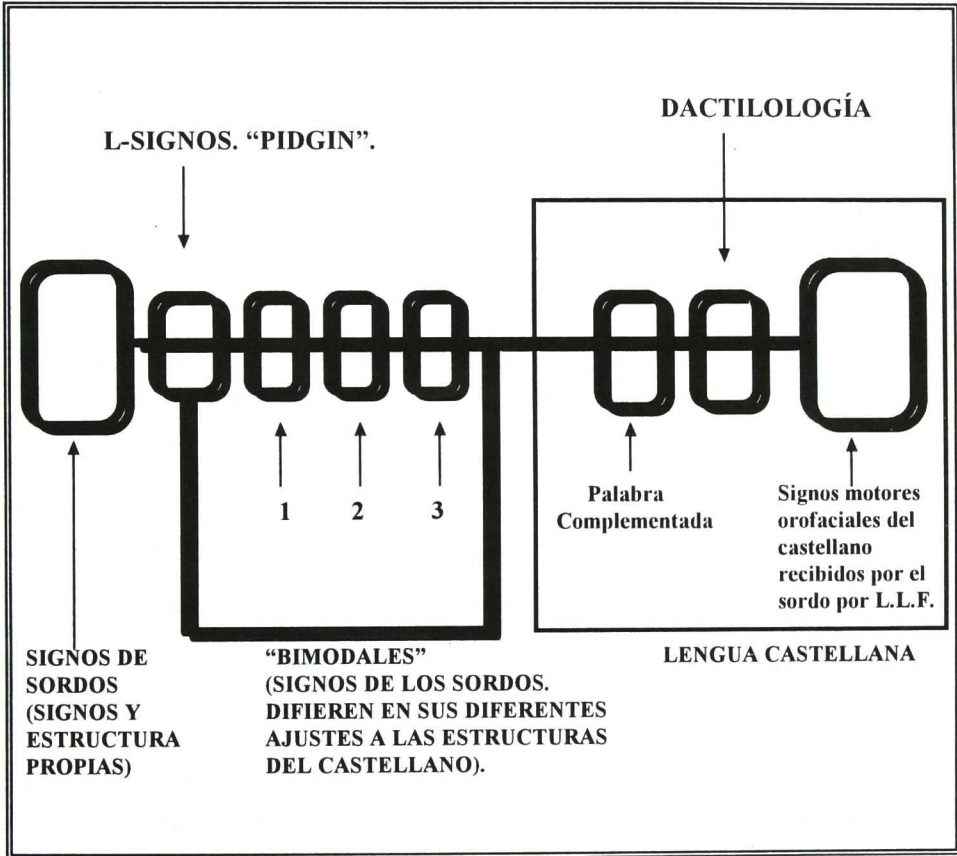 DACTILOLOGÍA
L-SIGNOS. “PIDGIN”.
1
2
3
Palabra
Complementada
Signos motores
orofaciales del
castellano
recibidos por el
sordo por L.L.F.
LENGUA CASTELLANA
SIGNOS DE
SORDOS
(SIGNOS Y
ESTRUCTURA
PROPIAS)
“BIMODALES”
(SIGNOS DE LOS SORDOS.
DIFIEREN EN SUS DIFERENTES
AJUSTES A LAS ESTRUCTURAS
DEL CASTELLANO).